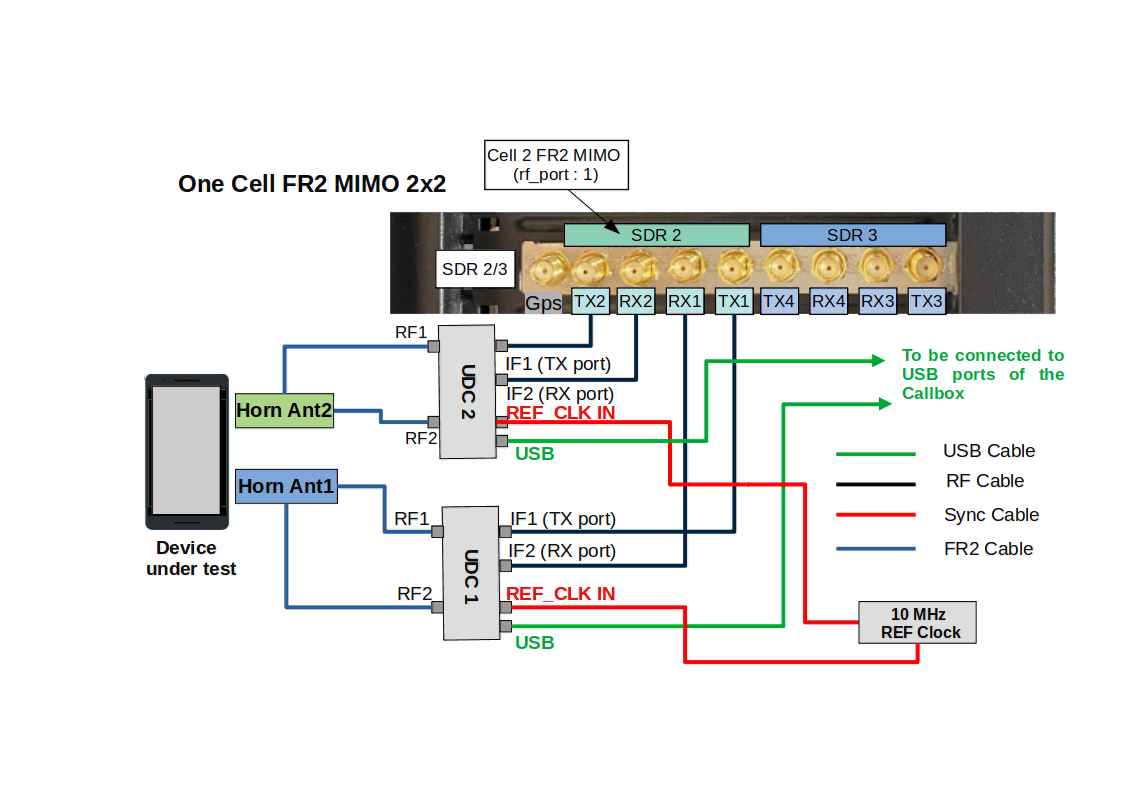 Cell 2 FR2 MIMO
(rf_port : 1)
One Cell FR2 MIMO 2x2
SDR 2
SDR 3
SDR 2/3
Gps
TX2
RX2
RX1
TX1
TX4
RX4
RX3
TX3
RF1
IF1 (TX port)
UDC 2
IF2 (RX port)
REF_CLK IN
RF2
USB
To be connected to
USB ports of the
Callbox
Horn Ant2
Horn Ant1
USB Cable
RF Cable
Sync Cable
FR2 Cable
RF1
IF1 (TX port)
UDC 1
IF2 (RX port)
RF2
REF_CLK IN
USB
Device
under test
10 MHz
REF Clock